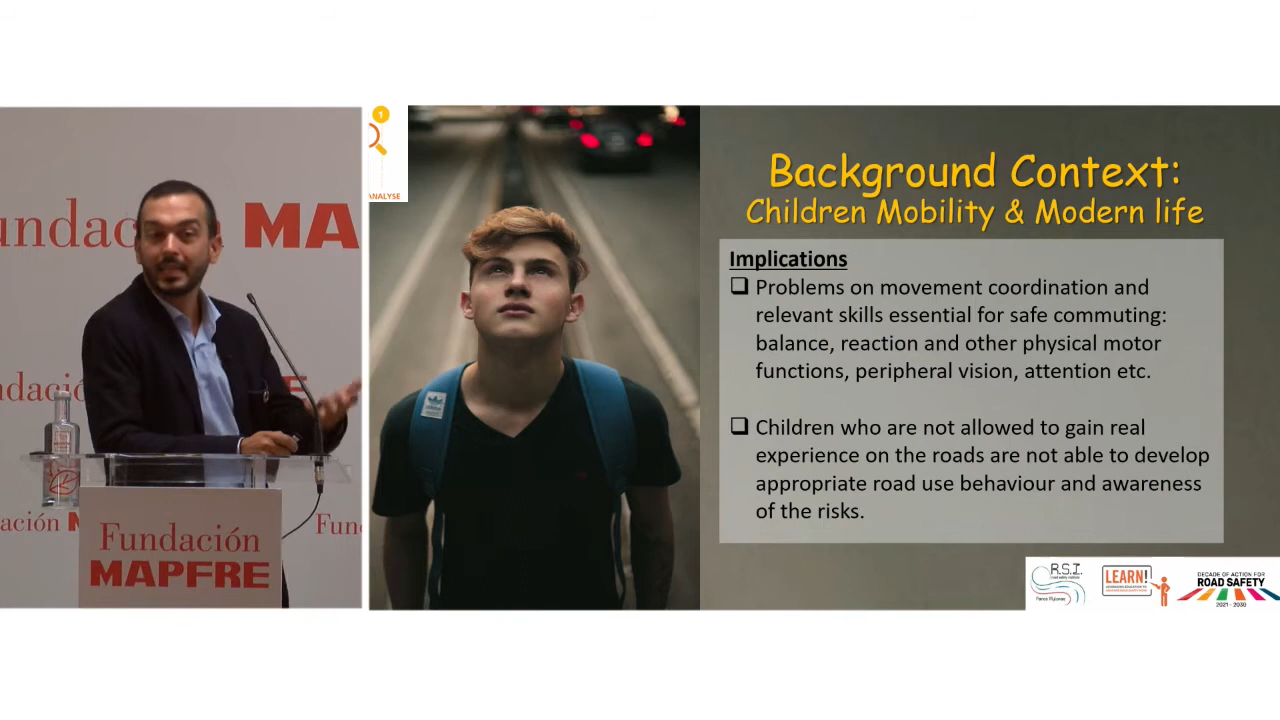 undac
MA
ndació
E
ación M
Fun
Fundación
MAPFRE
1
ANALYSE
Background Context:
Children Mobility & Modern life
Implications
❑ Problems on movement coordination and
relevant skills essential for safe commuting:
balance, reaction and other physical motor
functions, peripheral vision, attention etc.
❑ Children who are not allowed to gain real
experience on the roads are not able to develop
appropriate road use behaviour and awareness
of the risks.
R.S.I.
Panos Mylonas
LEARN!
DECADE OF ACTION FOR
ROAD SAFETY
2021 - 2030